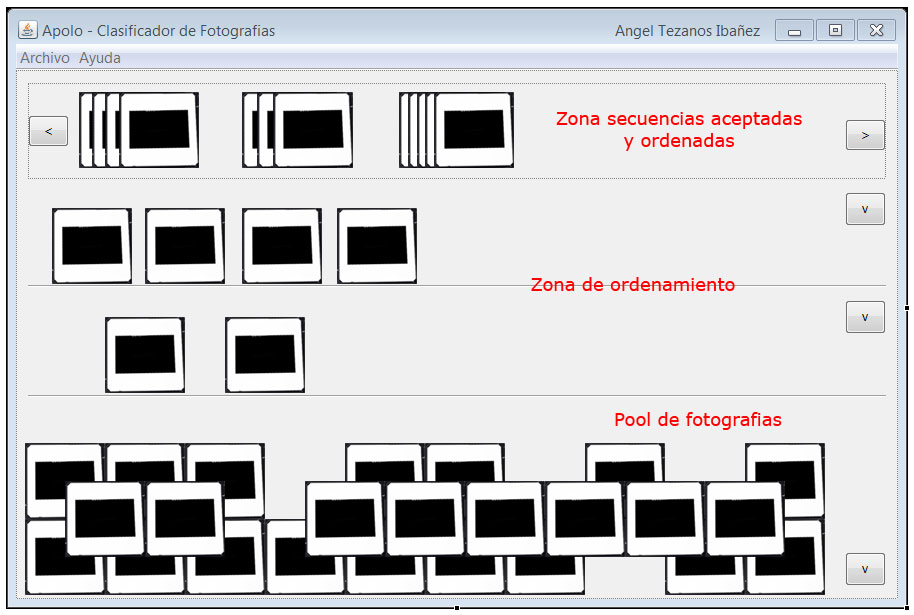 Apolo - Clasificador de Fotografias
Angel Tezanos Ibañez
Archivo Ayuda
<
Zona secuencias aceptadas
y ordenadas
>
v
Zona de ordenamiento
v
Pool de fotografias
v